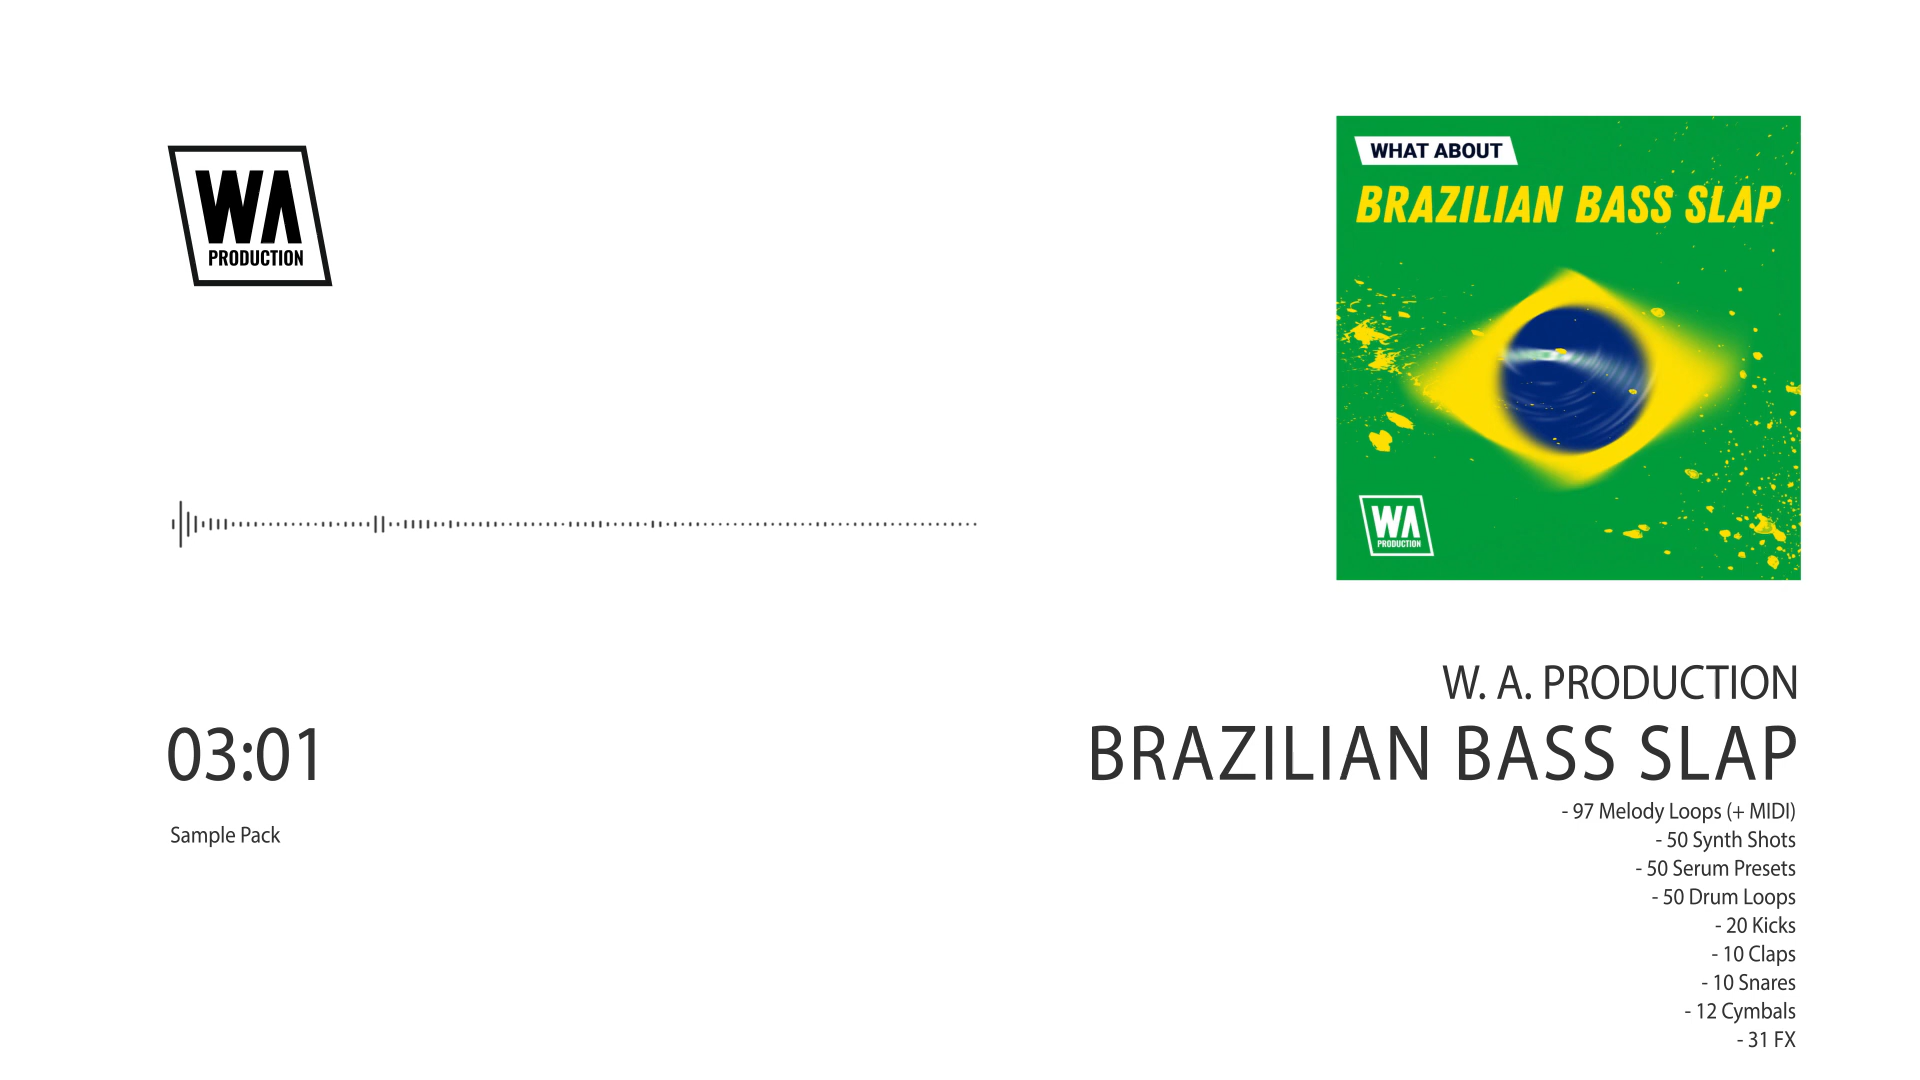 WA
PRODUCTION
WHAT ABOUT
BRAZILIAN BASS SLAP
WA
PRODUCTION
W. A. PRODUCTION
BRAZILIAN BASS SLAP
03:01
Sample Pack
- 97 Melody Loops (+ MIDI)
- 50 Synth Shots
- 50 Serum Presets
- 50 Drum Loops
- 20 Kicks
- 10 Claps
- 10 Snares
- 12 Cymbals
- 31 FX